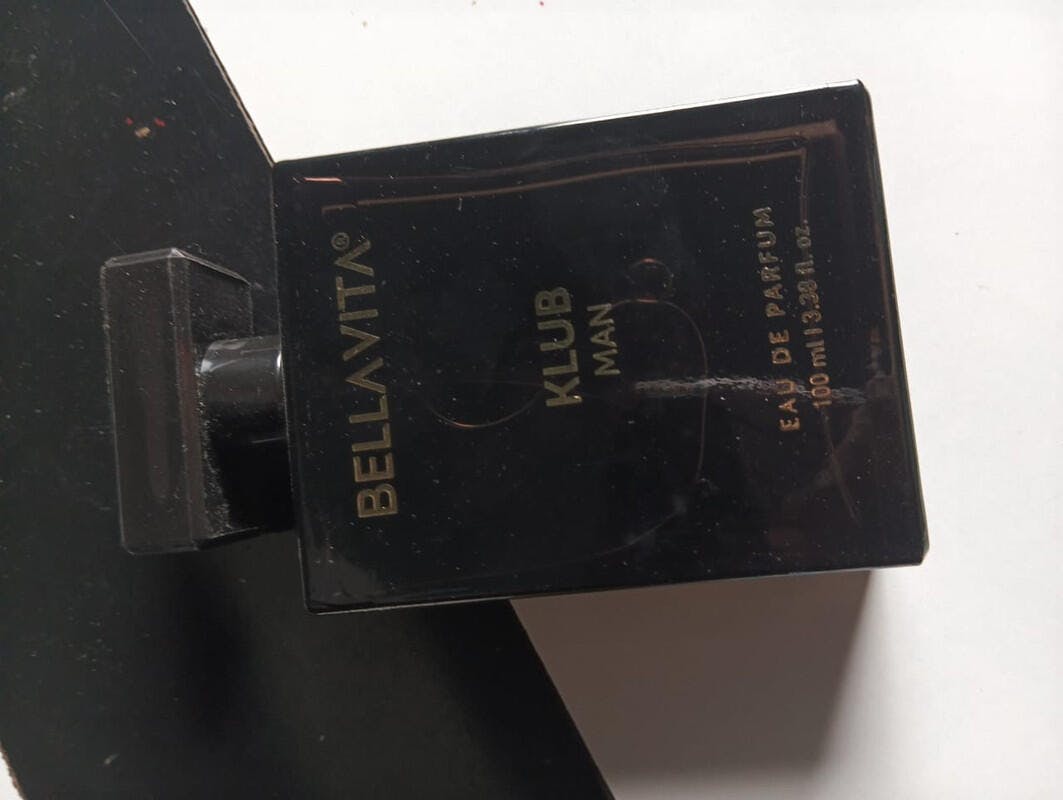 BELLAVITA®
KLUB
MAN
EAU DE PARFUM
100 ml | 3.38 fl. oz.